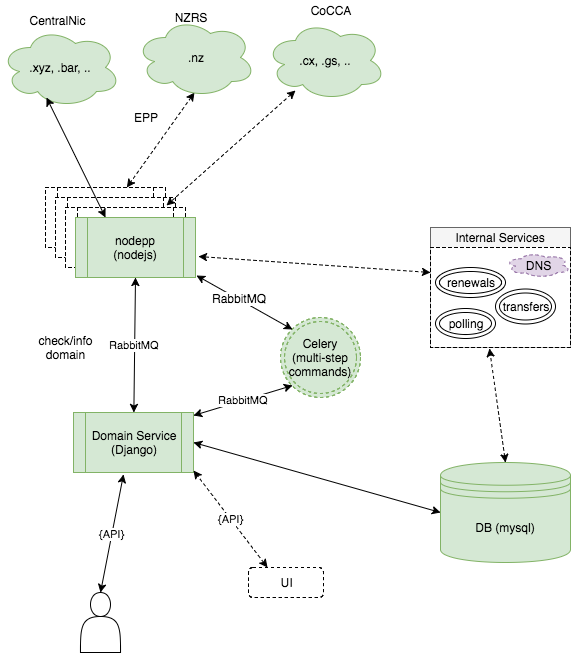 CentralNic
NZRS
CoCCA
.xyz, .bar, ..
.nz
.cx, .gs, ..
EPP
nodepp
(nodejs)
Internal Services
DNS
renewals
transfers
polling
RabbitMQ
check/info
domain
RabbitMQ
Celery
(multi-step
commands)
RabbitMQ
Domain Service
(Django)
DB (mysql)
{API}
{API}
UI